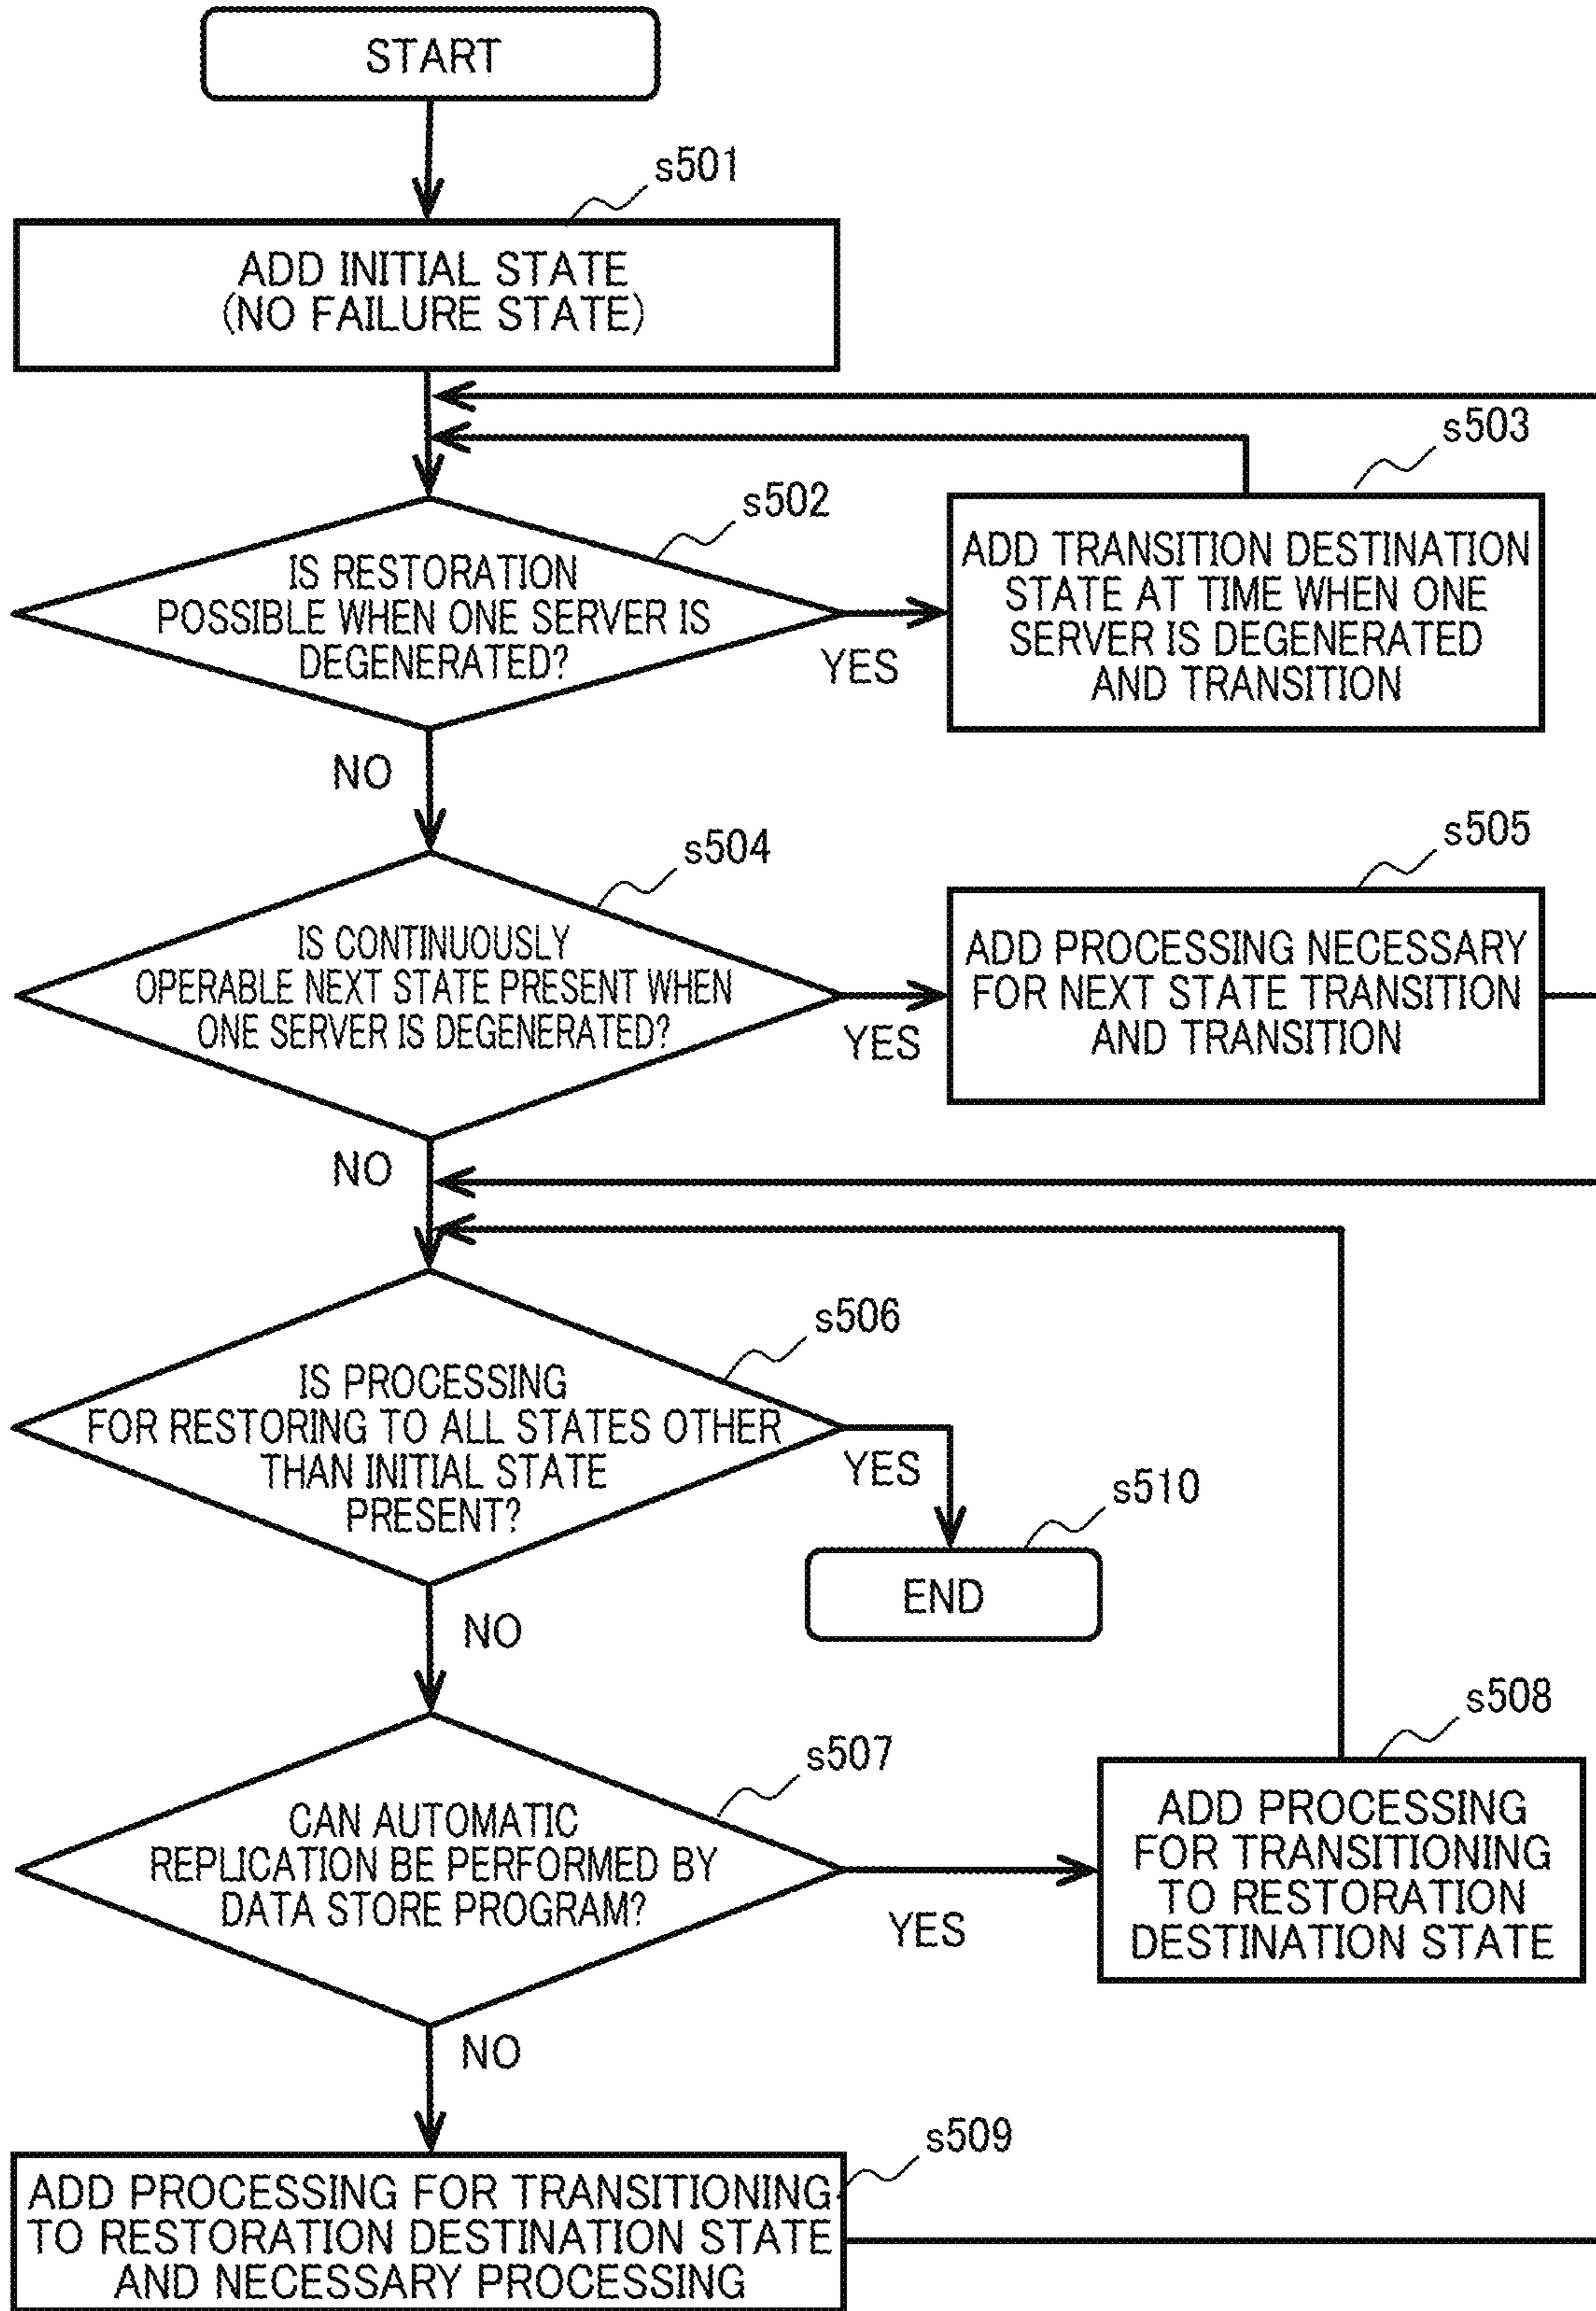 START
s501
ADD INITIAL STATE
(NO FAILURE STATE)
s502
IS RESTORATION
POSSIBLE WHEN ONE SERVER IS
DEGENERATED?
YES
NO
s503
ADD TRANSITION DESTINATION
STATE AT TIME WHEN ONE
SERVER IS DEGENERATED
AND TRANSITION
s504
IS CONTINUOUSLY
OPERABLE NEXT STATE PRESENT WHEN
ONE SERVER IS DEGENERATED?
YES
NO
s505
ADD PROCESSING NECESSARY
FOR NEXT STATE TRANSITION
AND TRANSITION
s506
IS PROCESSING
FOR RESTORING TO ALL STATES OTHER
THAN INITIAL STATE
PRESENT?
YES
NO
s510
END
s507
CAN AUTOMATIC
REPLICATION BE PERFORMED BY
DATA STORE PROGRAM?
YES
NO
s508
ADD PROCESSING
FOR TRANSITIONING
TO RESTORATION
DESTINATION STATE
s509
ADD PROCESSING FOR TRANSITIONING
TO RESTORATION DESTINATION STATE
AND NECESSARY PROCESSING